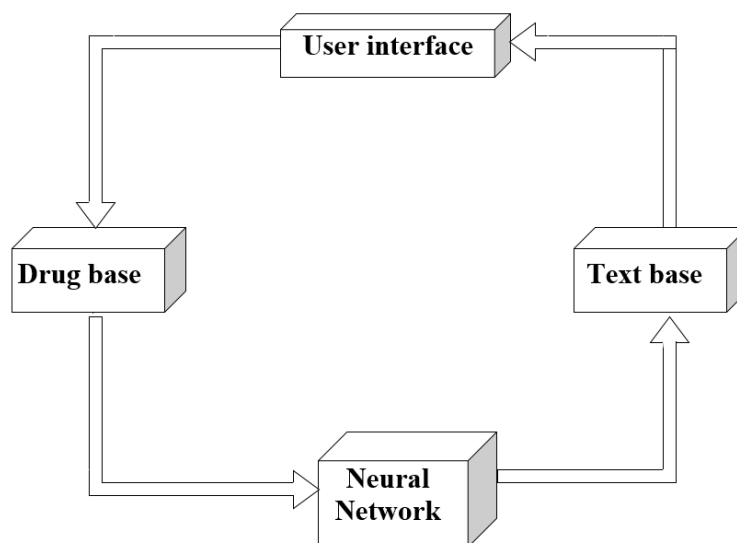 User interface
Drug base
Text base
Neural
Network